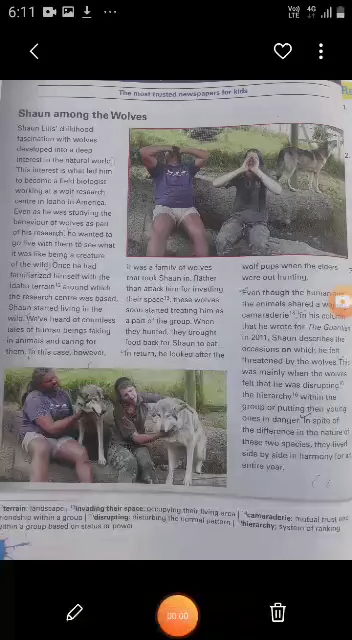 6:11
Voo)
LTE
4G
The most trusted newspapers for kids
Shaun among the Wolves
Shaun Ellis' childhood
fascination with wolves
developed into a deep
interest in the natural world.
This interest is what led him
to become a field biologist
working at a wolf research
centre in Idaho in America.
Even as he was studying the
behaviour of wolves as part
of his research, he wanted to
go live with them to see what
it was like being a creature
of the wild. Once he had
familiarized himself with the
Idaho terrain around which
the research centre was based,
Shaun started living in the
wild. We've heard of countless
tales of human beings taking
in animals and caring for
them. In this case, however,
it was a family of wolves
that took Shaun in. Rather
than attack him for invading
their space, these wolves
soon started treating him as
a part of the group. When
they hunted, they brought
food back for Shaun to eat.
In return, he looked after the
wolf pups when the elders
were out hunting.
Even though the human
the animals shared a
camaraderie, in his column
that he wrote for The Guardian
in 2011, Shaun describes the
occasions on which he felt
threatened by the wolves. This
was mainly when the wolves
felt that he was disrupting
the hierarchy within the
group or putting their young
ones in danger. In spite of
the difference in the nature of
these two species, they lived
side by side in harmony for an
entire year.
terrain: landscape | invading their space: occupying their living area | camaraderie: mutual trust and
friendship within a group | disrupting: disturbing the normal pattern | hierarchy: system of ranking
within a group based on status or power
00:00